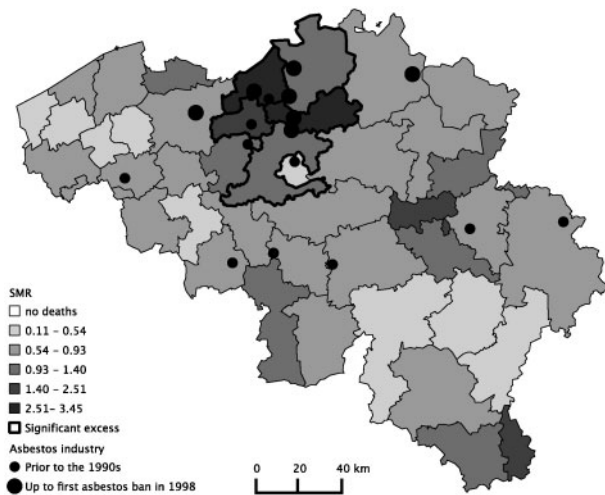 SMR
no deaths
0.11 - 0.54
0.54 - 0.93
0.93 - 1.40
1.40 - 2.51
2.51- 3.45
Significant excess
Asbestos industry
Prior to the 1990s
Up to first asbestos ban in 1998
0 20 40 km